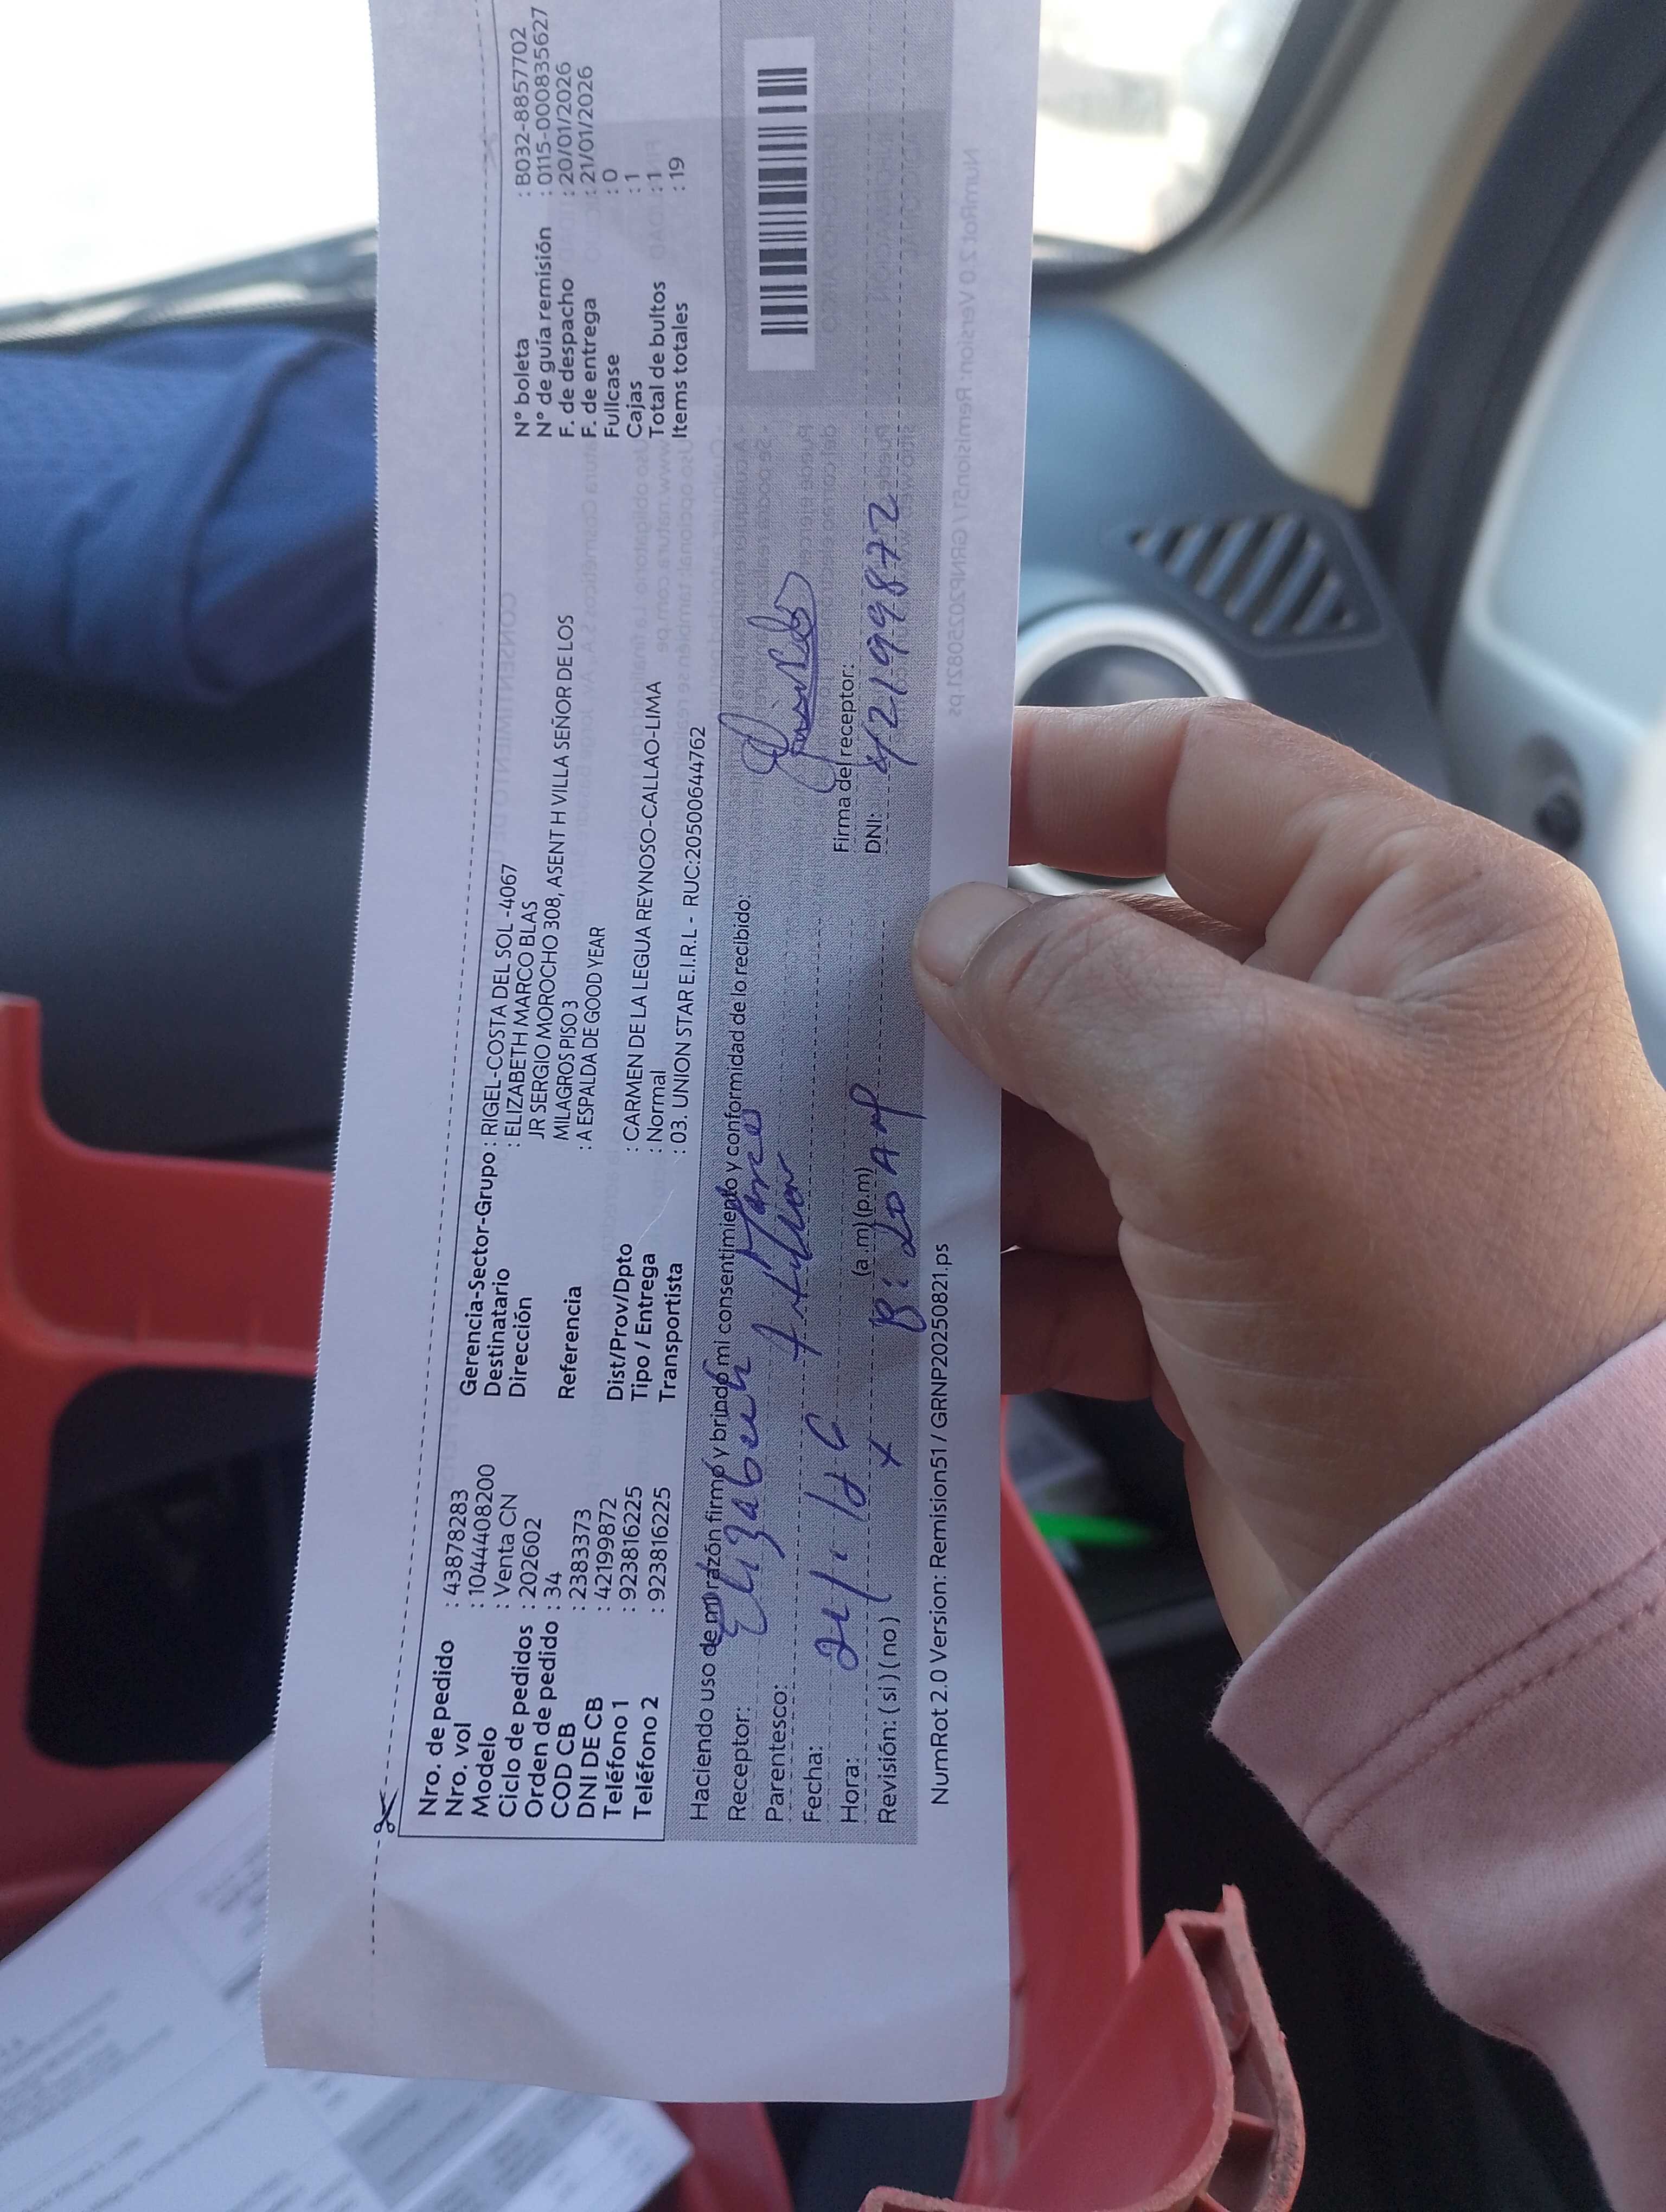 Nro. de pedido : 43878283
Nro. vol : 1044408200
Modelo : Venta CN
Ciclo de pedidos : 202602
Orden de pedido : 34
COD CB : 2383373
DNI DE CB : 42199872
Teléfono 1 : 923816225
Teléfono 2 : 923816225
Gerencia-Sector-Grupo : RIGEL-COSTA DEL SOL -4067
Destinatario : ELIZABETH MARCO BLAS
Dirección JR SERGIO MOROCHO 308, ASENT H VILLA SEÑOR DE LOS
MILAGROS PISO 3
Referencia : A ESPALDA DE GOOD YEAR
Dist/Prov/Dpto : CARMEN DE LA LEGUA REYNOSO-CALLAO-LIMA
Tipo / Entrega : Normal
Transportista : 03. UNION STAR E.I.R.L - RUC:20500644762
N° boleta : B032-8857702
N° de guía remisión : 0115-0000835627
F. de despacho : 20/01/2026
F. de entrega : 21/01/2026
Fullcase : 0
Cajas : 1
Total de bultos : 1
Items totales : 19
Haciendo uso de mi razón firmo y brindo mi consentimiento y conformidad de lo recibido:
Receptor: Elizabeth Marco
Parentesco: Titular
Fecha:
Hora: (a.m) (p.m)
Revisión: ( si ) ( no )
Firma del receptor:
DNI: 42199872
NumRot 2.0 Version: Remision51 / GRNP20250821.ps